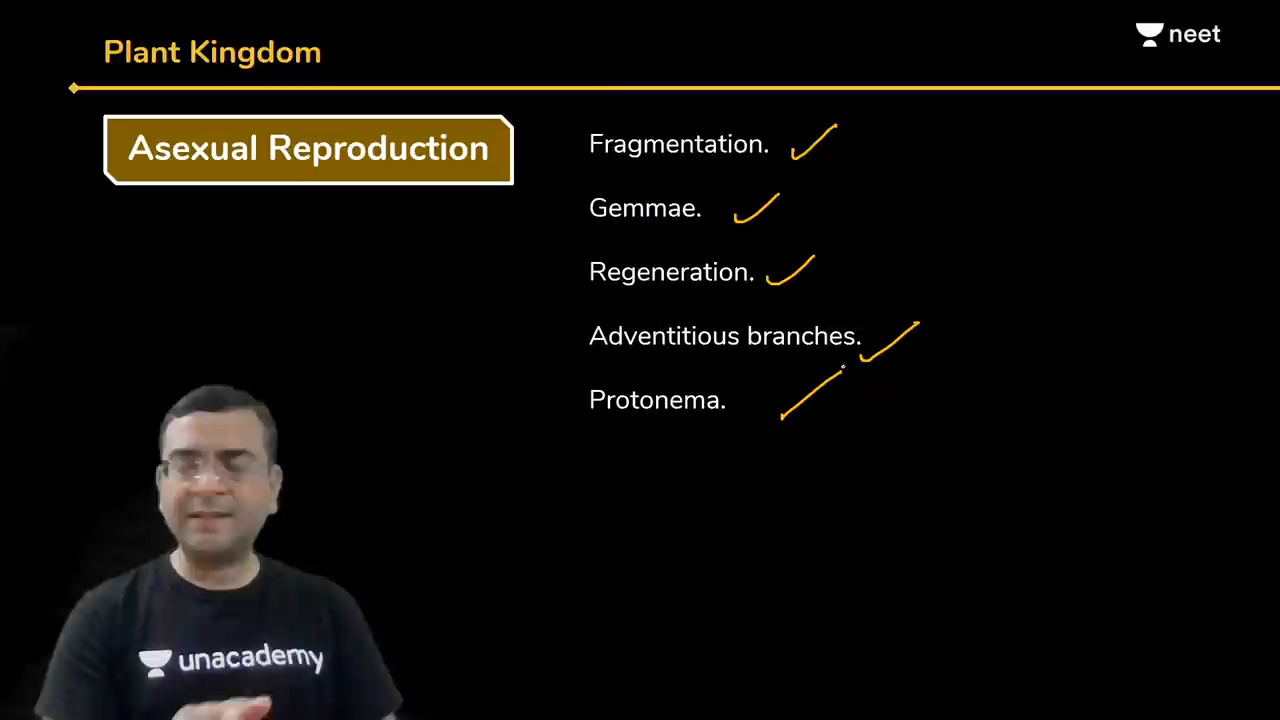 Plant Kingdom
neet
Asexual Reproduction
Fragmentation.
Gemmae.
Regeneration.
Adventitious branches.
Protonema.
unacademy